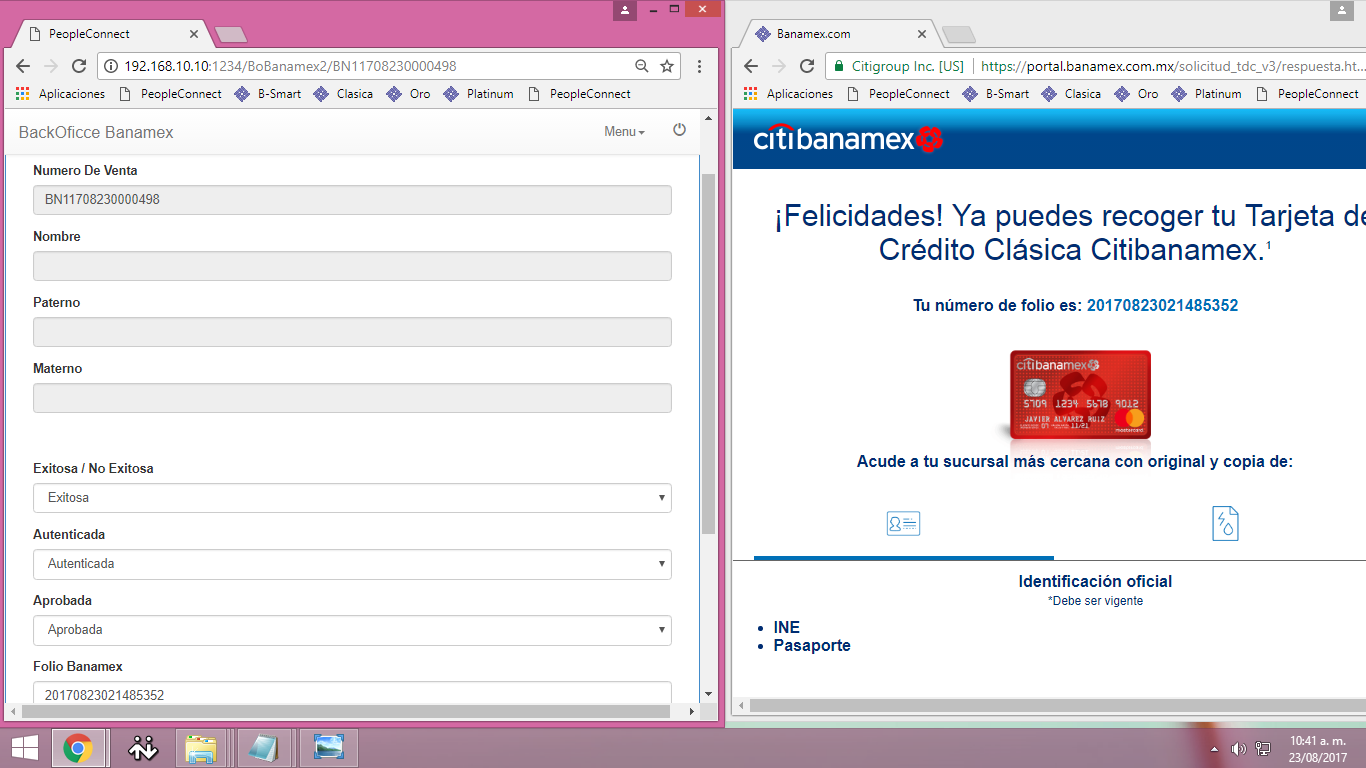 PeopleConnect
192.168.10.10:1234/BoBanamex2/BN11708230000498
Aplicaciones PeopleConnect B-Smart Clasica Oro Platinum PeopleConnect
BackOficce Banamex Menu
Numero De Venta
BN11708230000498
Nombre
Paterno
Materno
Exitosa / No Exitosa
Exitosa
Autenticada
Autenticada
Aprobada
Aprobada
Folio Banamex
20170823021485352
Banamex.com
Citigroup Inc. [US] https://portal.banamex.com.mx/solicitud_tdc_v3/respuesta.ht...
Aplicaciones PeopleConnect B-Smart Clasica Oro Platinum PeopleConnect
citibanamex
¡Felicidades! Ya puedes recoger tu Tarjeta de
Crédito Clásica Citibanamex.1
Tu número de folio es: 20170823021485352
citibanamex
5709 1234 5678 9012
JAVIER ALVAREZ RUIZ
07 11/21
mastercard
Acude a tu sucursal más cercana con original y copia de:
Identificación oficial
*Debe ser vigente
INE
Pasaporte
10:41 a. m.
23/08/2017